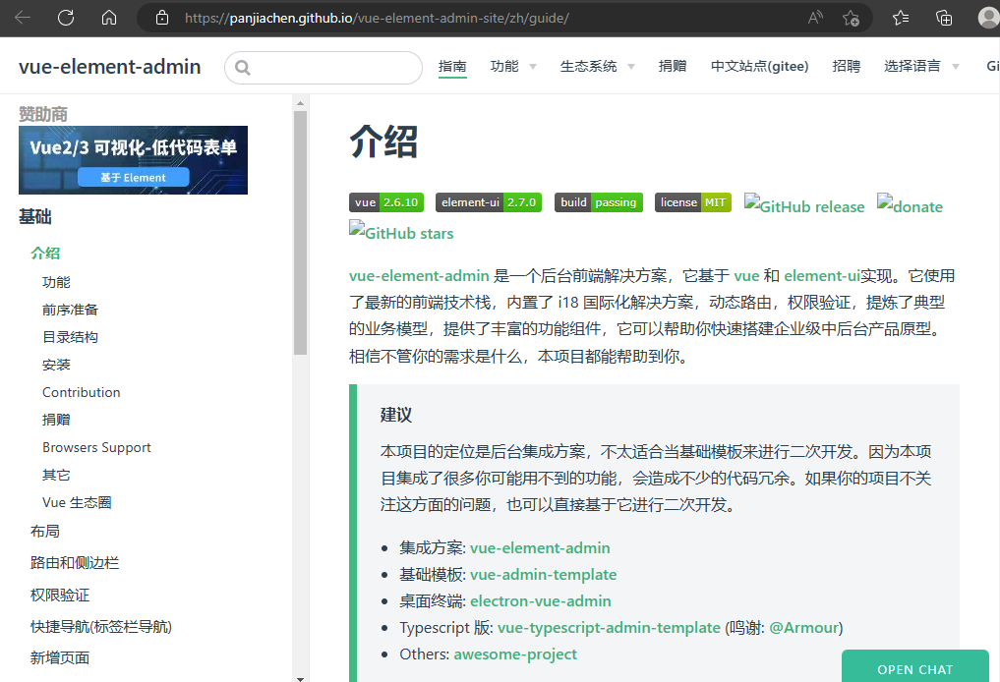 https://panjiachen.github.io/vue-element-admin-site/zh/guide/
vue-element-admin 指南 功能 生态系统 捐赠 中文站点(gitee) 招聘 选择语言 Gi
赞助商
Vue2/3 可视化-低代码表单
基于 Element
基础
介绍
功能
前序准备
目录结构
安装
Contribution
捐赠
Browsers Support
其它
Vue 生态圈
布局
路由和侧边栏
权限验证
快捷导航(标签栏导航)
新增页面
介绍
vue 2.6.10 element-ui 2.7.0 build passing license MIT GitHub release donate
GitHub stars
vue-element-admin 是一个后台前端解决方案，它基于 vue 和 element-ui实现。它使用
了最新的前端技术栈，内置了 i18 国际化解决方案，动态路由，权限验证，提炼了典型
的业务模型，提供了丰富的功能组件，它可以帮助你快速搭建企业级中后台产品原型。
相信不管你的需求是什么，本项目都能帮助到你。
建议
本项目的定位是后台集成方案，不太适合当基础模板来进行二次开发。因为本项
目集成了很多你可能用不到的功能，会造成不少的代码冗余。如果你的项目不关
注这方面的问题，也可以直接基于它进行二次开发。
集成方案: vue-element-admin
基础模板: vue-admin-template
桌面终端: electron-vue-admin
Typescript 版: vue-typescript-admin-template (鸣谢: @Armour)
Others: awesome-project
OPEN CHAT